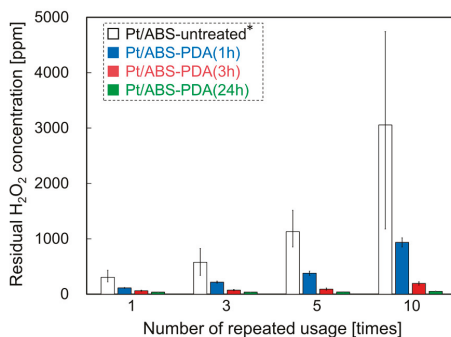 Residual H₂O₂ concentration [ppm]
5000
4000
3000
2000
1000
0
Pt/ABS-untreated*
Pt/ABS-PDA(1h)
Pt/ABS-PDA(3h)
Pt/ABS-PDA(24h)
1 3 5 10
Number of repeated usage [times]